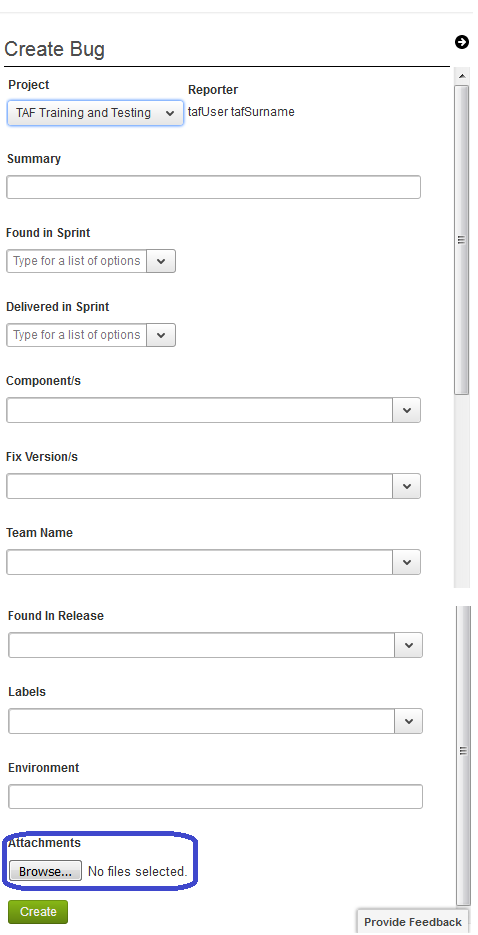 Create Bug
Project
Reporter
TAF Training and Testing
tafUser tafSurname
Summary
Found in Sprint
Type for a list of options
Delivered in Sprint
Type for a list of options
Component/s
Fix Version/s
Team Name
Found In Release
Labels
Environment
Attachments
Browse... No files selected.
Create
Provide Feedback